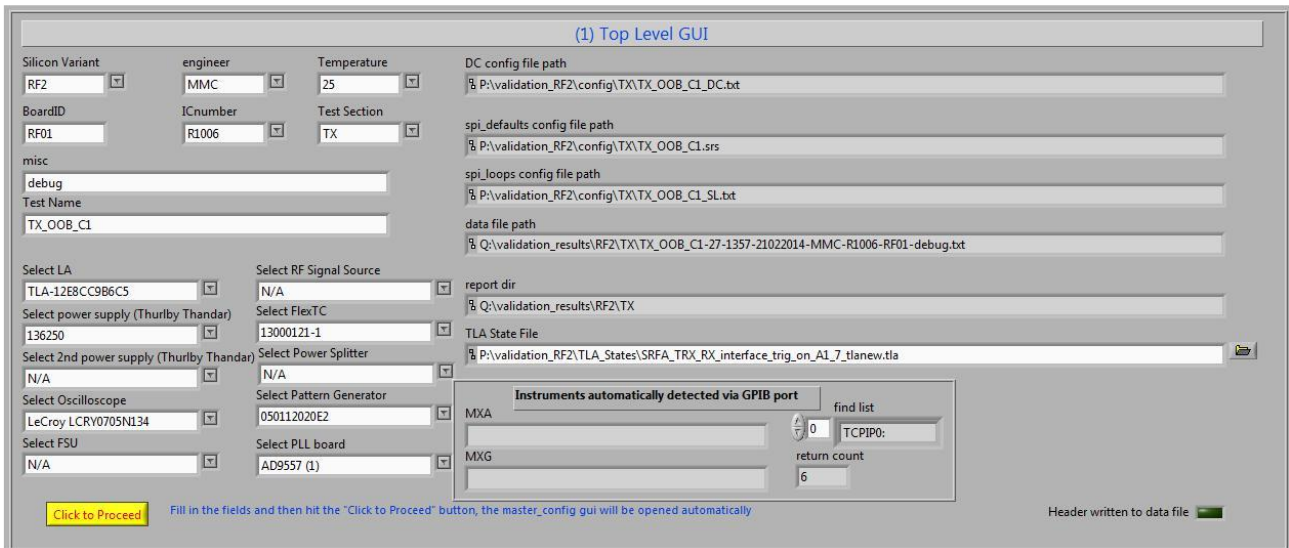 (1) Top Level GUI
Silicon Variant engineer Temperature
RF2 MMC 25
BoardID ICnumber Test Section
RF01 R1006 TX
misc
debug
Test Name
TX_OOB_C1
DC config file path
P:\validation_RF2\config\TX\TX_OOB_C1_DC.txt
spi_defaults config file path
P:\validation_RF2\config\TX\TX_OOB_C1.srs
spi_loops config file path
P:\validation_RF2\config\TX\TX_OOB_C1_SL.txt
data file path
Q:\validation_results\RF2\TX\TX_OOB_C1-27-1357-21022014-MMC-R1006-RF01-debug.txt
report dir
Q:\validation_results\RF2\TX
TLA State File
P:\validation_RF2\TLA_States\SRFA_TRX_RX_interface_trig_on_A1_7_tlanew.tla
Select LA
TLA-12E8CC9B6C5
Select power supply (Thurlby Thandar)
136250
Select 2nd power supply (Thurlby Thandar)
N/A
Select Oscilloscope
LeCroy LCRY0705N134
Select FSU
N/A
Select RF Signal Source
N/A
Select FlexTC
13000121-1
Select Power Splitter
N/A
Select Pattern Generator
050112020E2
Select PLL board
AD9557 (1)
Instruments automatically detected via GPIB port
MXA
MXG
find list
0 TCPIP0:
return count
6
Click to Proceed
Fill in the fields and then hit the "Click to Proceed" button, the master_config gui will be opened automatically
Header written to data file